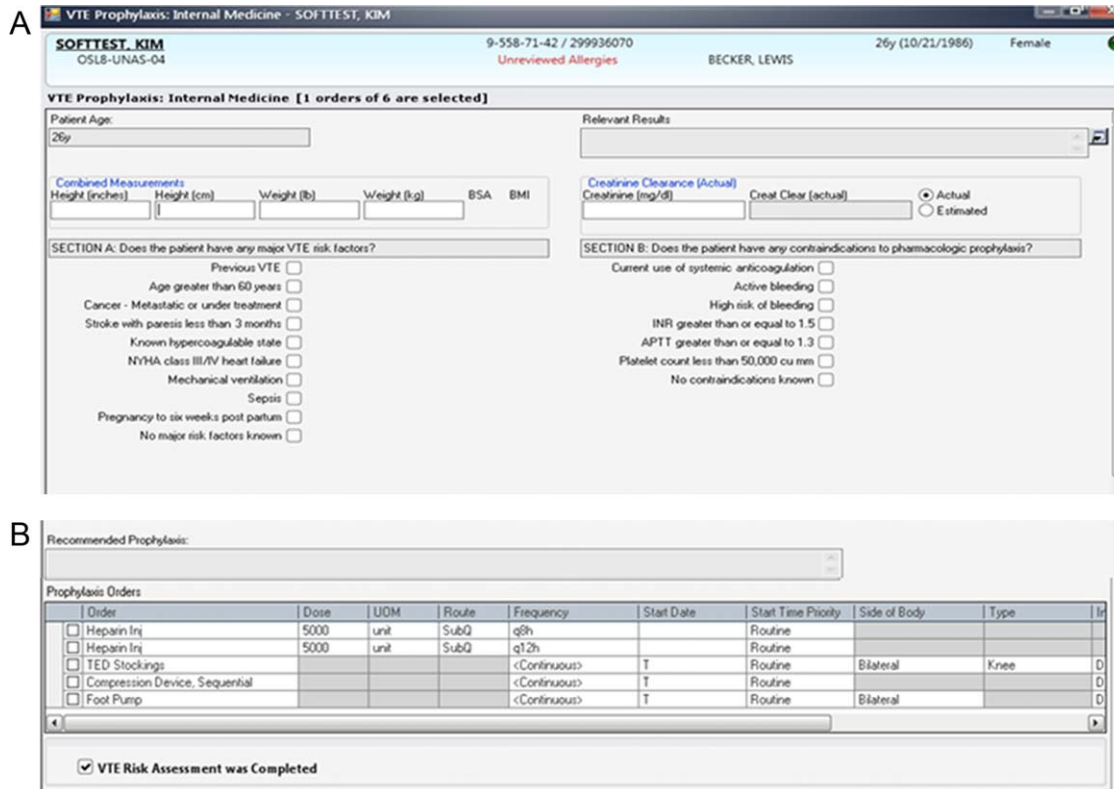 A
VTE Prophylaxis: Internal Medicine - SOFTTEST, KIM
SOFTTEST, KIM 9-558-71-42 / 299936070 26y (10/21/1986) Female
OSL8-UNAS-04 Unreviewed Allergies BECKER, LEWIS
VTE Prophylaxis: Internal Medicine [1 orders of 6 are selected]
Patient Age: Relevant Results
26y
Combined Measurements Creatinine Clearance (Actual)
Height (inches) Height (cm) Weight (lb) Weight (kg) BSA BMI Creatinine (mg/dl) Creat Clear (actual) Actual
Estimated
SECTION A: Does the patient have any major VTE risk factors? SECTION B: Does the patient have any contraindications to pharmacologic prophylaxis?
Previous VTE Current use of systemic anticoagulation
Age greater than 60 years Active bleeding
Cancer - Metastatic or under treatment High risk of bleeding
Stroke with paresis less than 3 months INR greater than or equal to 1.5
Known hypercoagulable state APTT greater than or equal to 1.3
NYHA class III/IV heart failure Platelet count less than 50,000 cu mm
Mechanical ventilation No contraindications known
Sepsis
Pregnancy to six weeks post partum
No major risk factors known
B
Recommended Prophylaxis:
Prophylaxis Orders
Order Dose UOM Route Frequency Start Date Start Time Priority Side of Body Type In
Heparin Inj 5000 unit SubQ q8h Routine
Heparin Inj 5000 unit SubQ q12h Routine
TED Stockings <Continuous> T Routine Bilateral Knee D
Compression Device, Sequential <Continuous> T Routine D
Foot Pump <Continuous> T Routine Bilateral D
VTE Risk Assessment was Completed